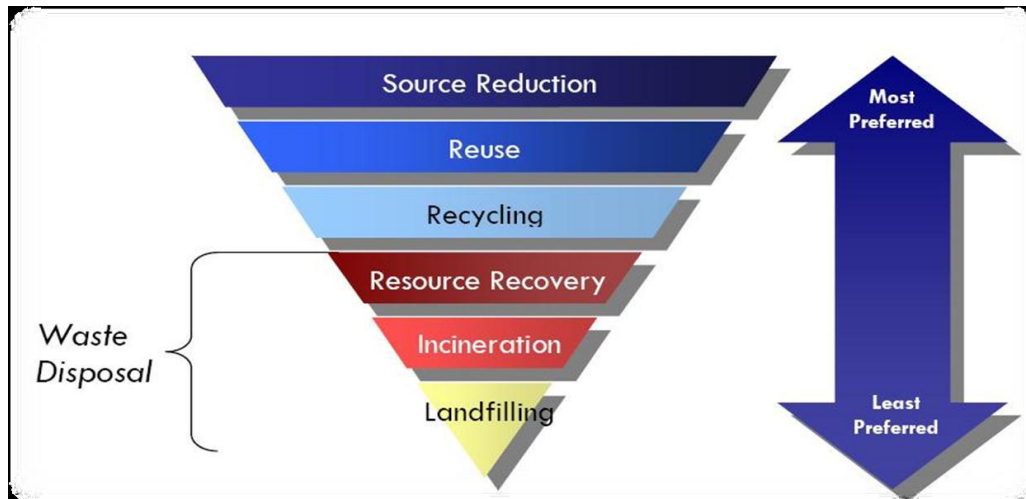 Source Reduction
Reuse
Recycling
Resource Recovery
Incineration
Landfilling
Waste
Disposal
Most
Preferred
Least
Preferred